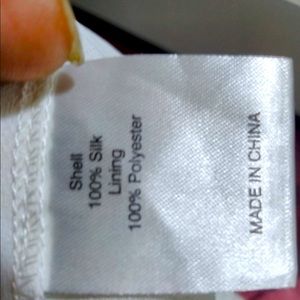 Shell
100% Silk
Lining
100% Polyester
MADE IN CHINA